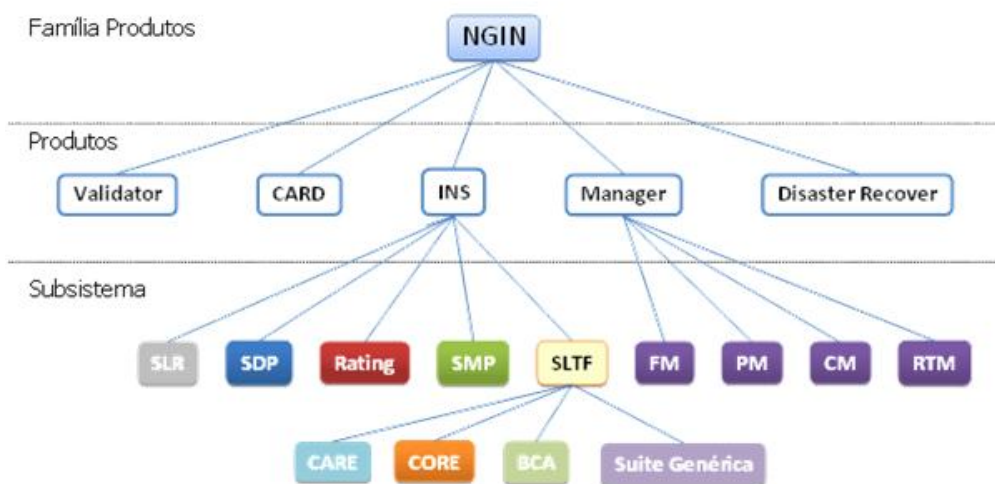 Família Produtos
NGIN
Produtos
Validator
CARD
INS
Manager
Disaster Recover
Subsistema
SLR
SDP
Rating
SMP
SLTF
FM
PM
CM
RTM
CARE
CORE
BCA
Suite Genérica